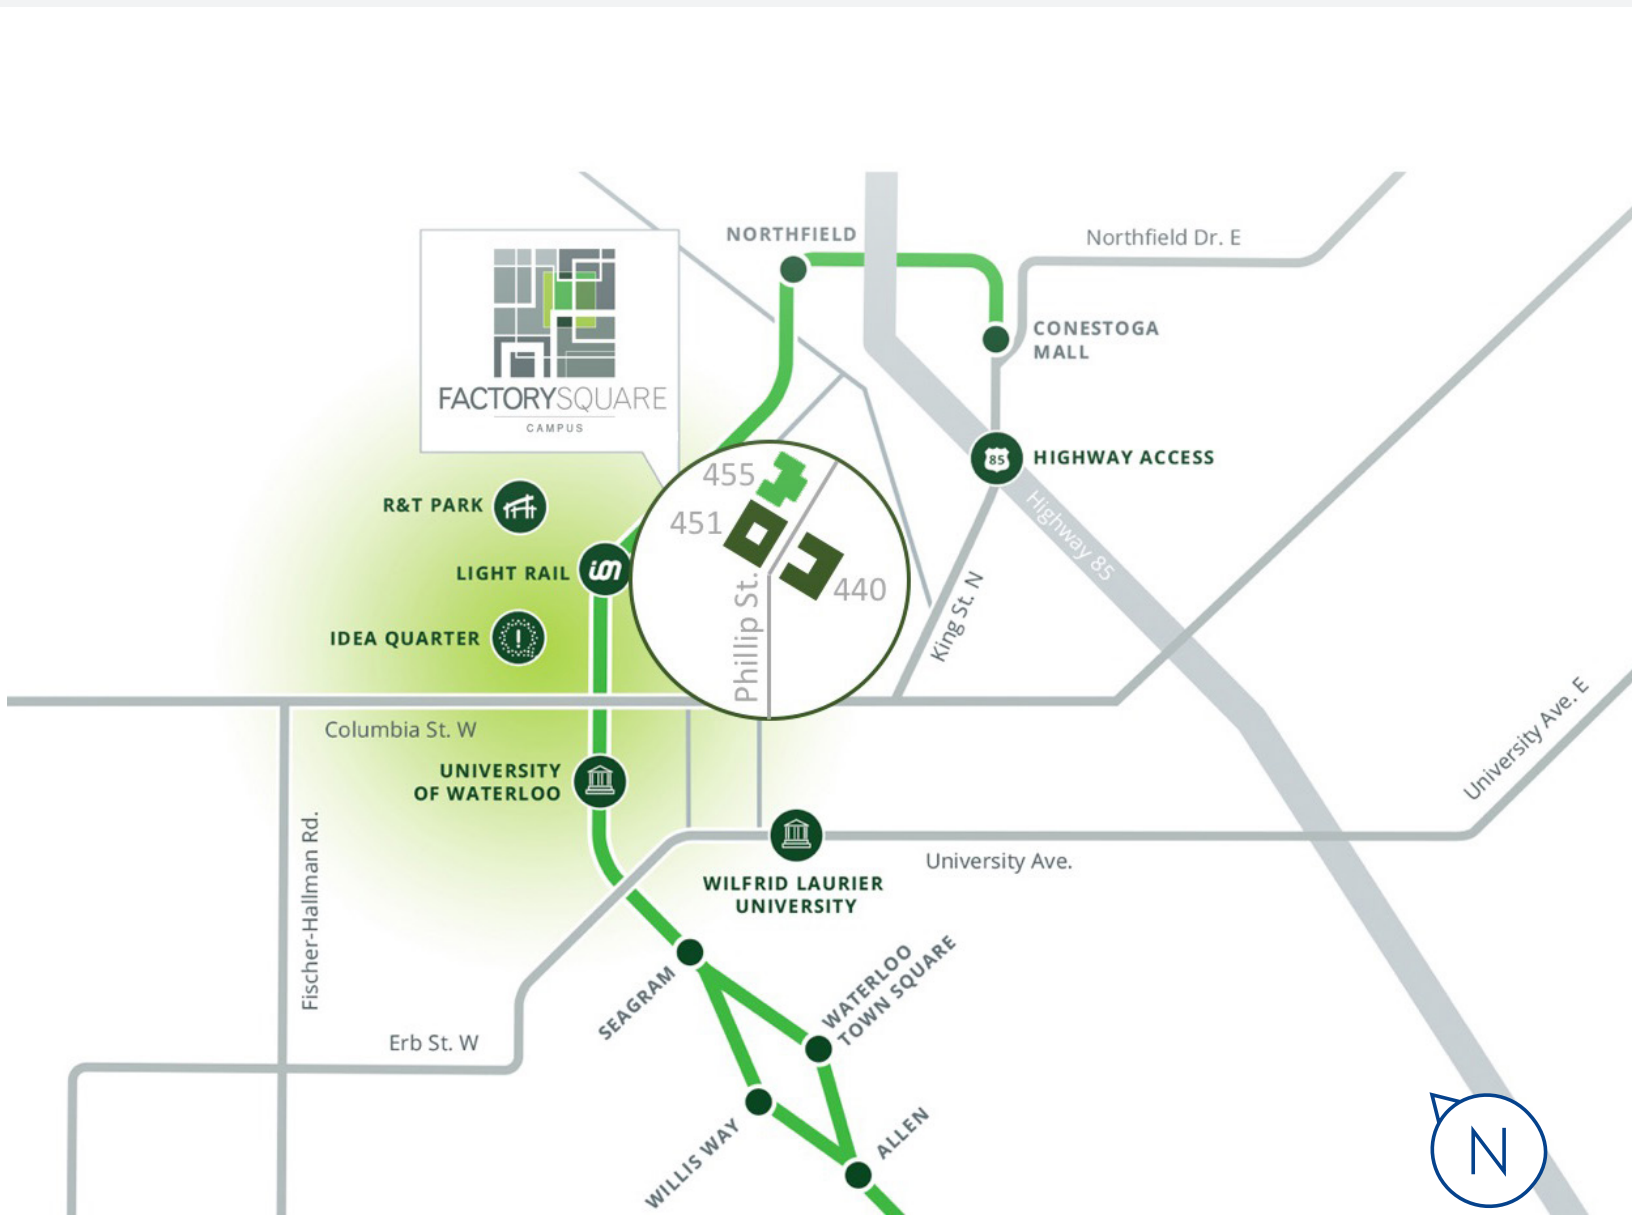 NORTHFIELD
Northfield Dr. E
CONESTOGA
MALL
FACTORYSQUARE
CAMPUS
85
HIGHWAY ACCESS
455
R&T PARK
451
Highway 85
LIGHT RAIL
ion
440
King St. N
Phillip St.
IDEA QUARTER
!
Columbia St. W
University Ave. E
UNIVERSITY
OF WATERLOO
Fischer-Hallman Rd.
University Ave.
WILFRID LAURIER
UNIVERSITY
SEAGRAM
WATERLOO
TOWN SQUARE
Erb St. W
WILLIS WAY
ALLEN
N